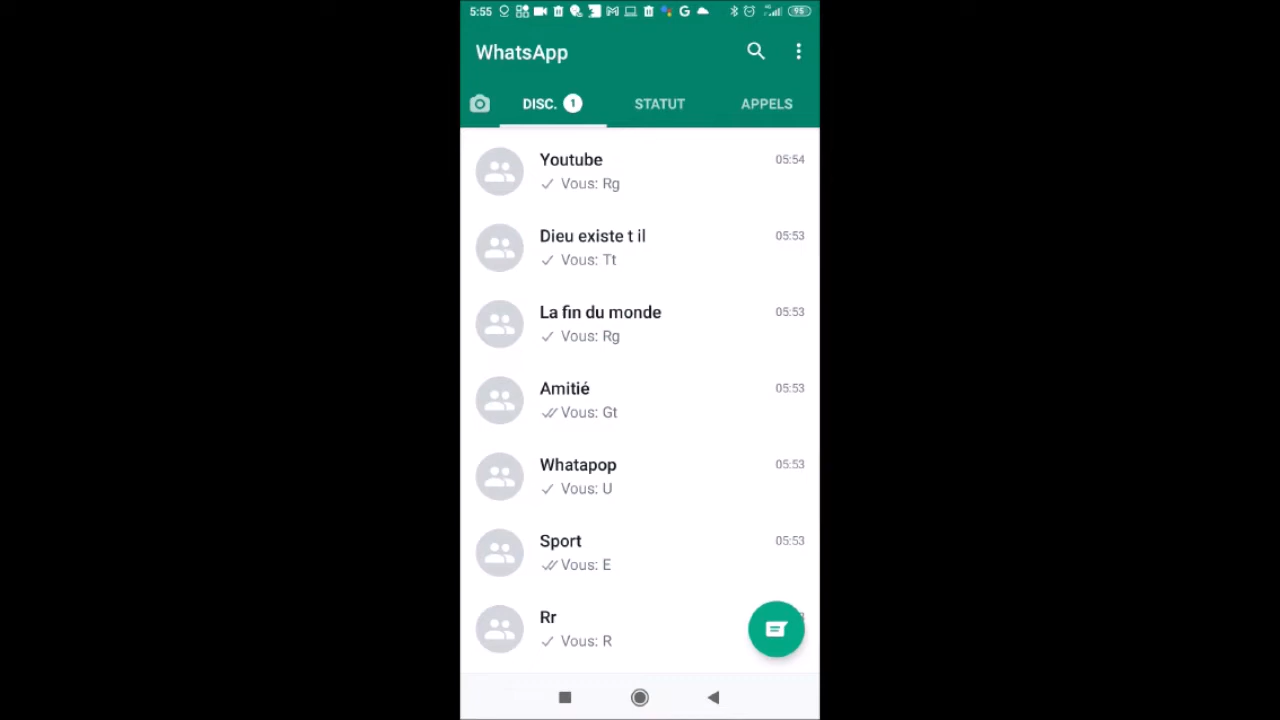 5:55 95
WhatsApp
DISC. 1 STATUT APPELS
Youtube 05:54
Vous: Rg
Dieu existe t il 05:53
Vous: Tt
La fin du monde 05:53
Vous: Rg
Amitié 05:53
Vous: Gt
Whatapop 05:53
Vous: U
Sport 05:53
Vous: E
Rr
Vous: R